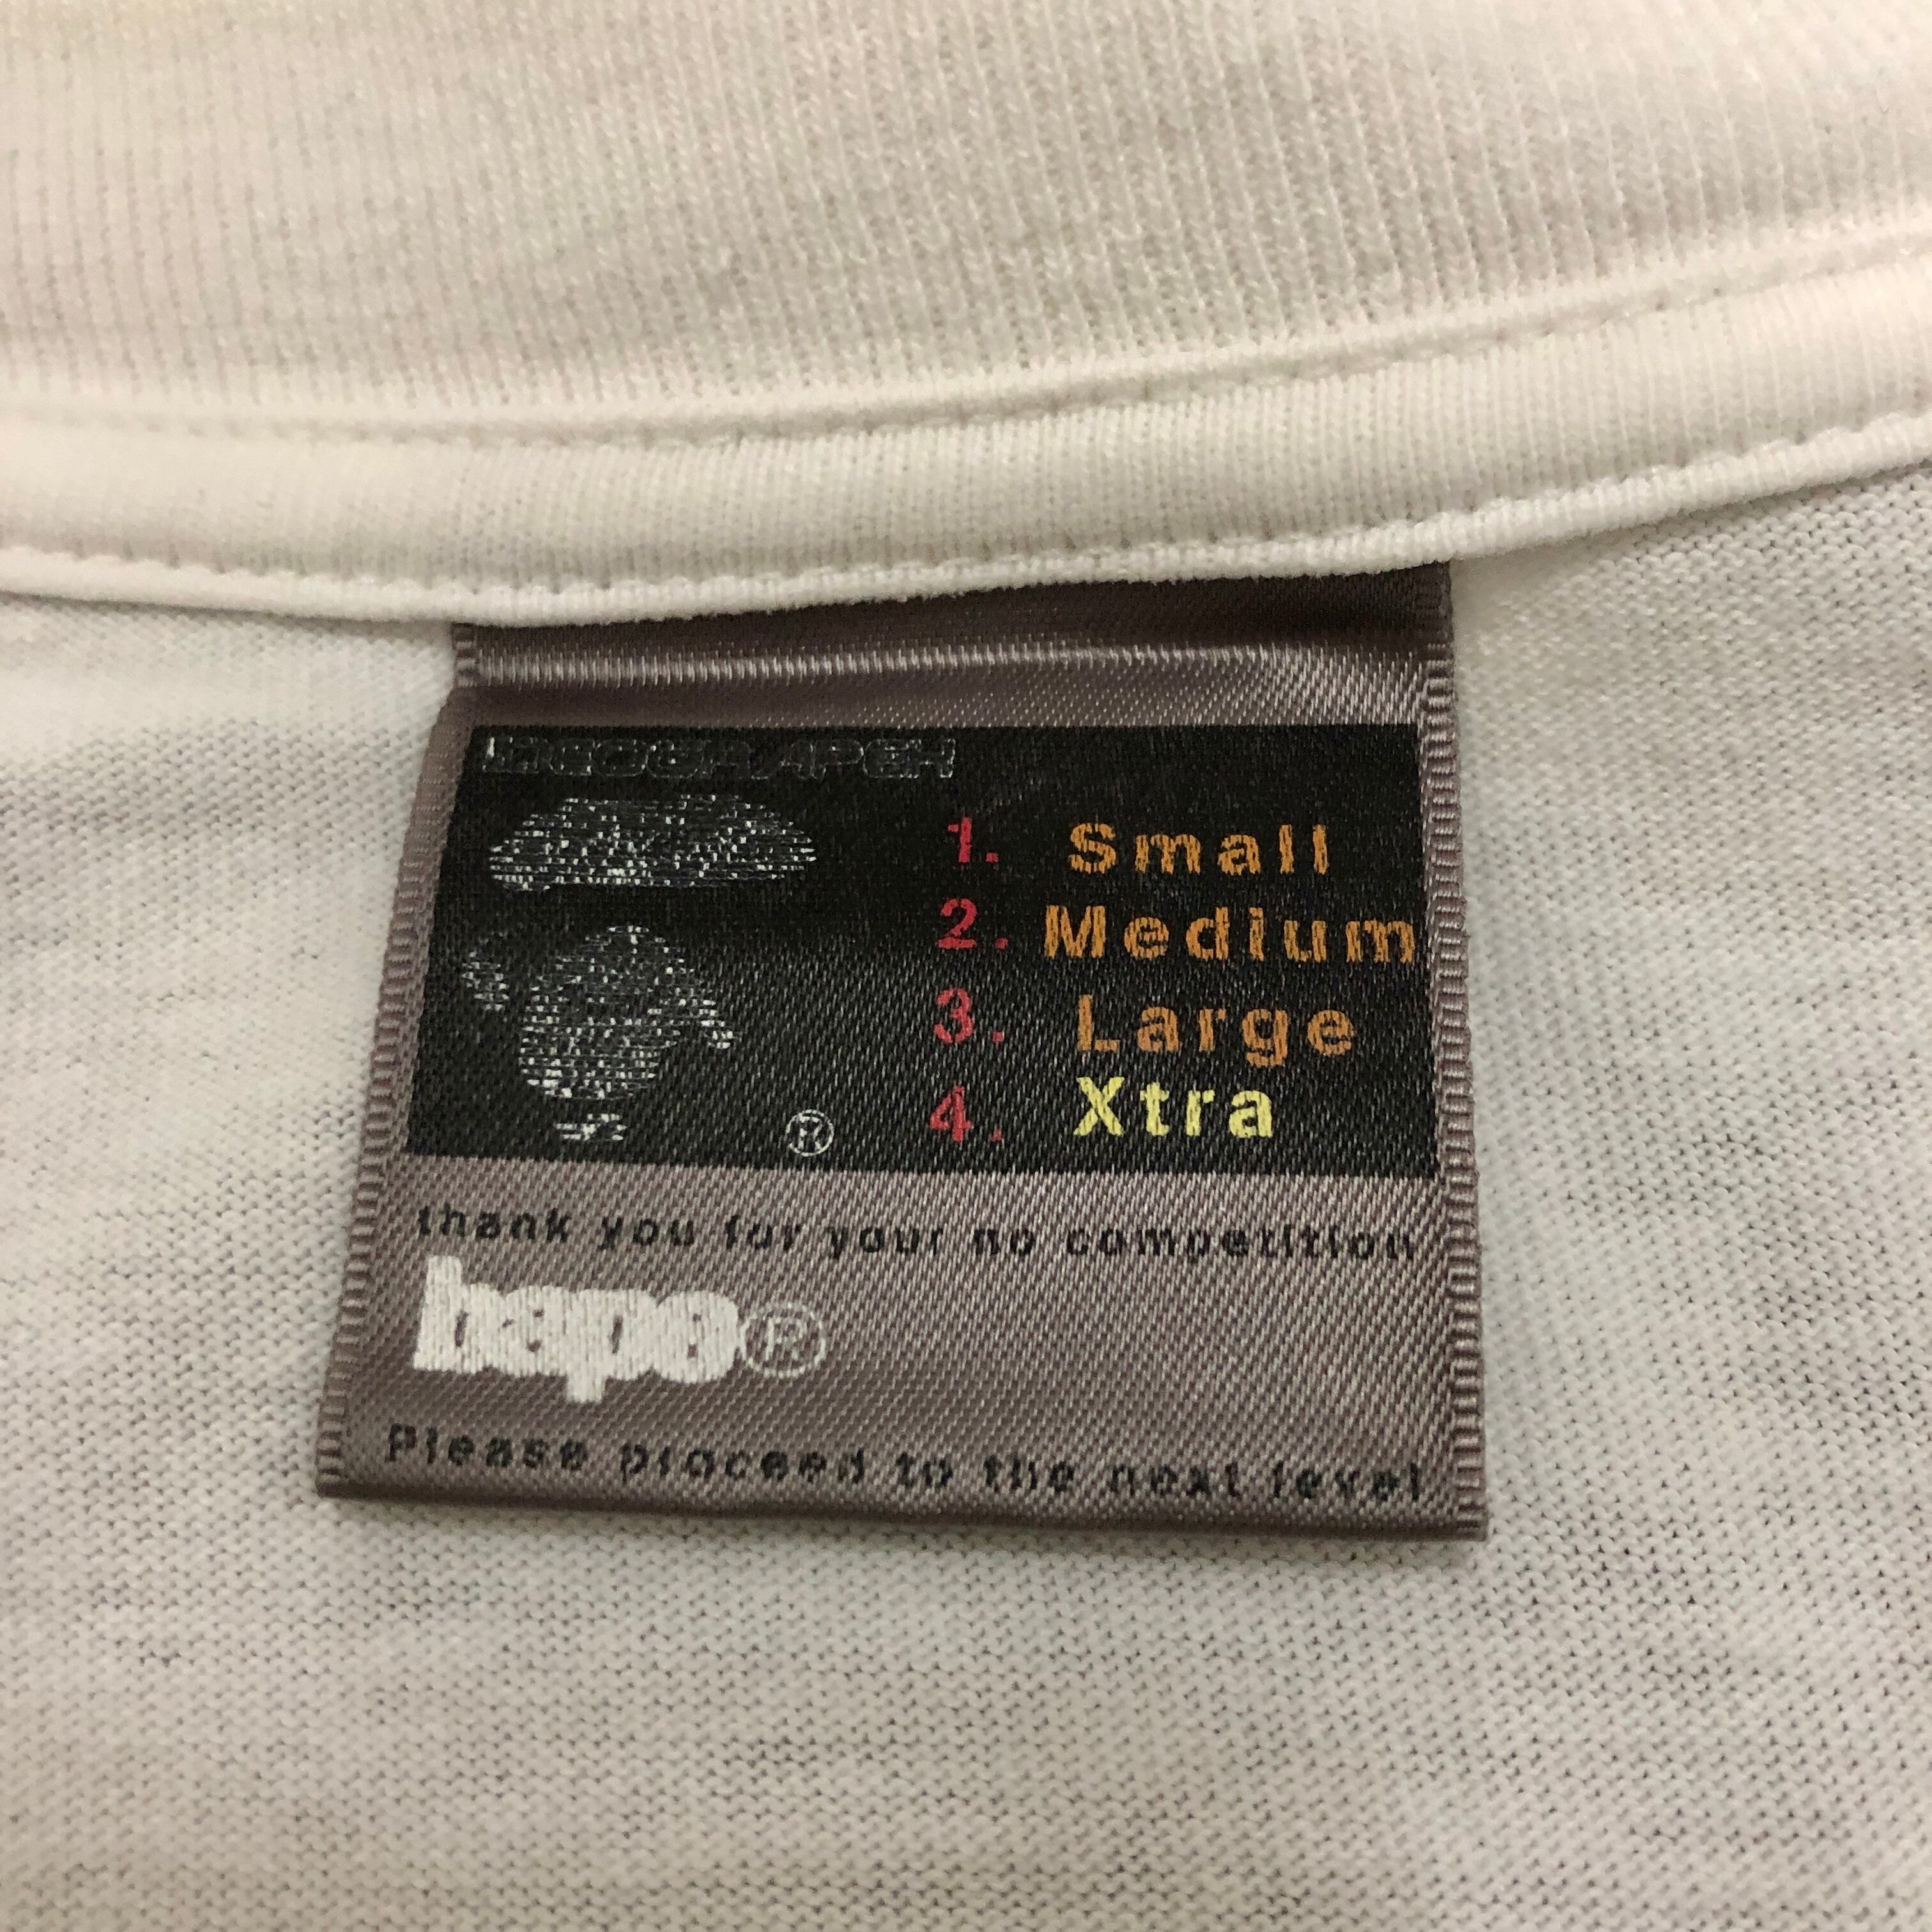 1. Small
2. Medium
3. Large
4. Xtra
®
thank you for your no competition
bape®
Please proceed to the next level